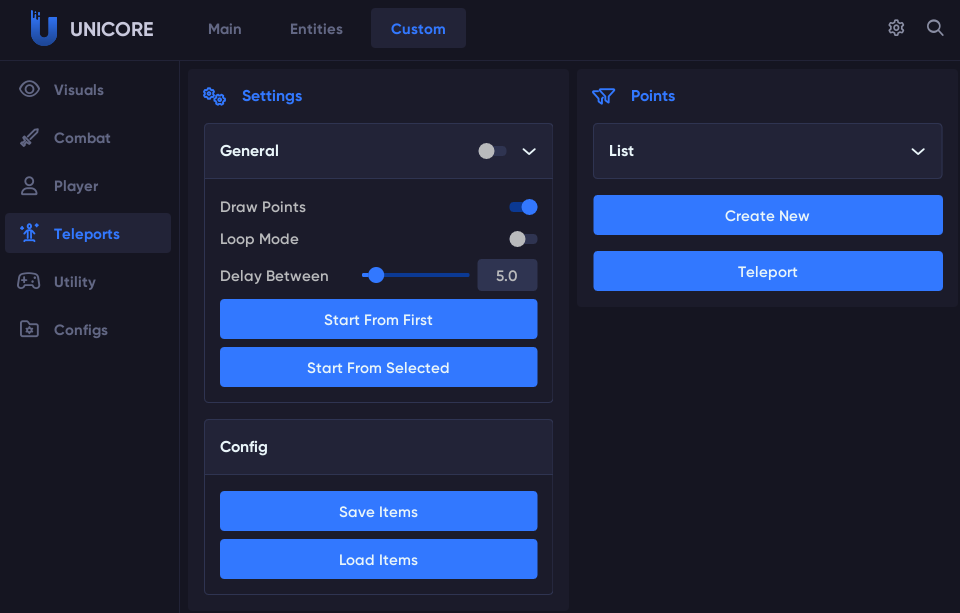 UNICORE
Main
Entities
Custom
Visuals
Combat
Player
Teleports
Utility
Configs
Settings
General
Draw Points
Loop Mode
Delay Between
5.0
Start From First
Start From Selected
Config
Save Items
Load Items
Points
List
Create New
Teleport